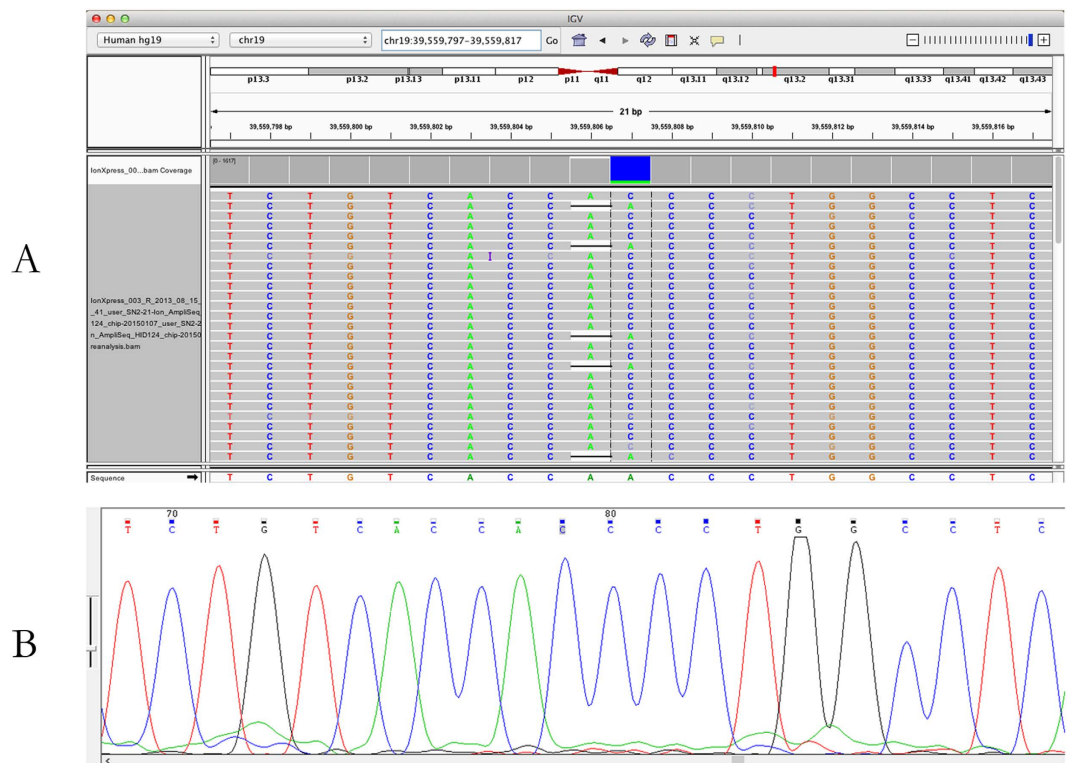 A
IGV
Human hg19 chr19 chr19:39,559,797-39,559,817 Go
p13.3 p13.2 p13.13 p13.11 p12 p11 q11 q12 q13.11 q13.12 q13.2 q13.31 q13.33 q13.41 q13.42 q13.43
21 bp
39,559,798 bp 39,559,800 bp 39,559,802 bp 39,559,804 bp 39,559,806 bp 39,559,808 bp 39,559,810 bp 39,559,812 bp 39,559,814 bp 39,559,816 bp
IonXpress_00...bam Coverage
[0 - 1017]
T C T G T C A C C A C C C C T G G C C T C
T C T G T C A C C A C C C T G G C C T C
T C T G T C A C C A C C C C T G G C C T C
T C T G T C A C C A C C C C T G G C C T C
T C T G T C A C C A C C C T G G C C T C
T C T G T C A I C C A C C C C T G G C C T C
T C T G T C A C C A C C C C T G G C C T C
T C T G T C A C C A C C C C T G G C C T C
T C T G T C A C C A C C C C T G G C C T C
T C T G T C A C C A C C C C T G G C C T C
T C T G T C A C C A C C C C T G G C C T C
T C T G T C A C C A C C C C T G G C C T C
T C T G T C A C C A C C C C T G G C C T C
T C T G T C A C C A C C C T G G C C T C
T C T G T C A C C A C C C C T G G C C T C
T C T G T C A C C A C C C C T G G C C T C
T C T G T C A C C A C C C T G G C C T C
T C T G T C A C C A C C C C T G G C C T C
T C T G T C A C C A C C C C T G G C C T C
T C T G T C A C C A C C C C T G G C C T C
T C T G T C A C C A C C C C T G G C C T C
T C T G T C A C C A C C C C T G G C C T C
T C T G T C A C C A C C C C T G G C C T C
T C T G T C A C C A C C C C T G G C C T C
T C T G T C A C C A C C C C T G G C C T C
T C T G T C A C C A C C C T G G C C T C
IonXpress_003_R_2013_08_15_
_41_user_SN2-21-Ion_AmpliSeq
124_chip-20150107_user_SN2-2
n_AmpliSeq_HID124_chip-20150
reanalysis.bam
Sequence T C T G T C A C C A A C C C T G G C C T C
B
70 80
T C T G T C A C C A C C C C T G G C C T C